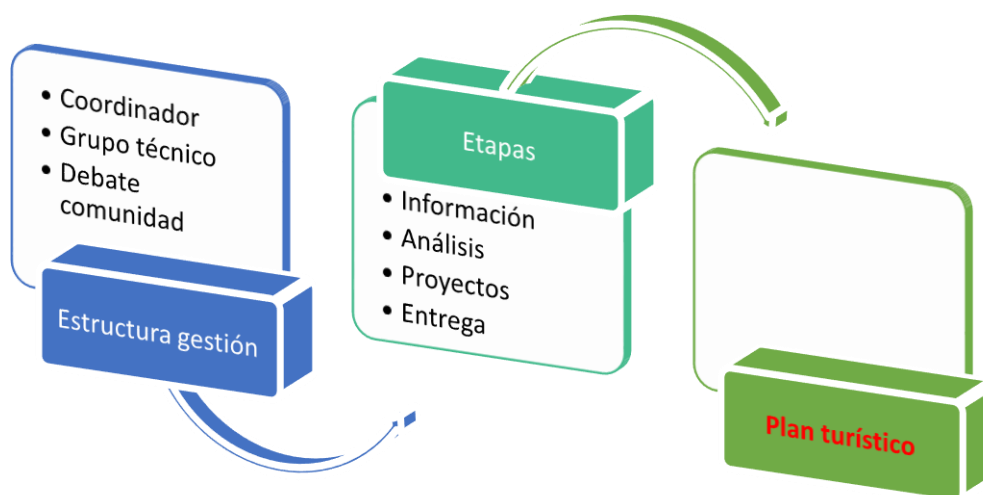 • Coordinador
• Grupo técnico
• Debate
comunidad
Estructura gestión
Etapas
• Información
• Análisis
• Proyectos
• Entrega
Plan turístico